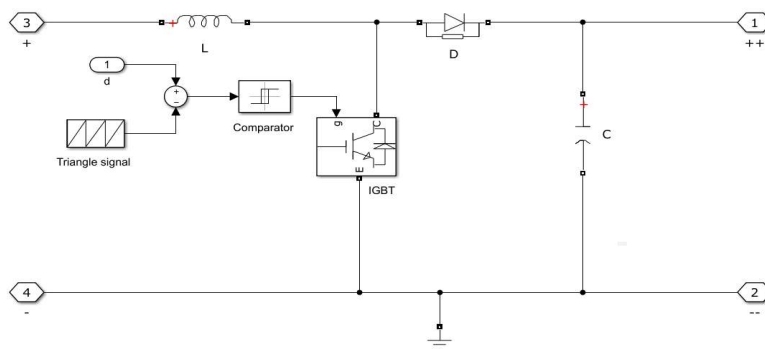 3
+
L
D
1
++
1
d
+
−
Comparator
Triangle signal
g
C
E
IGBT
C
4
-
2
--